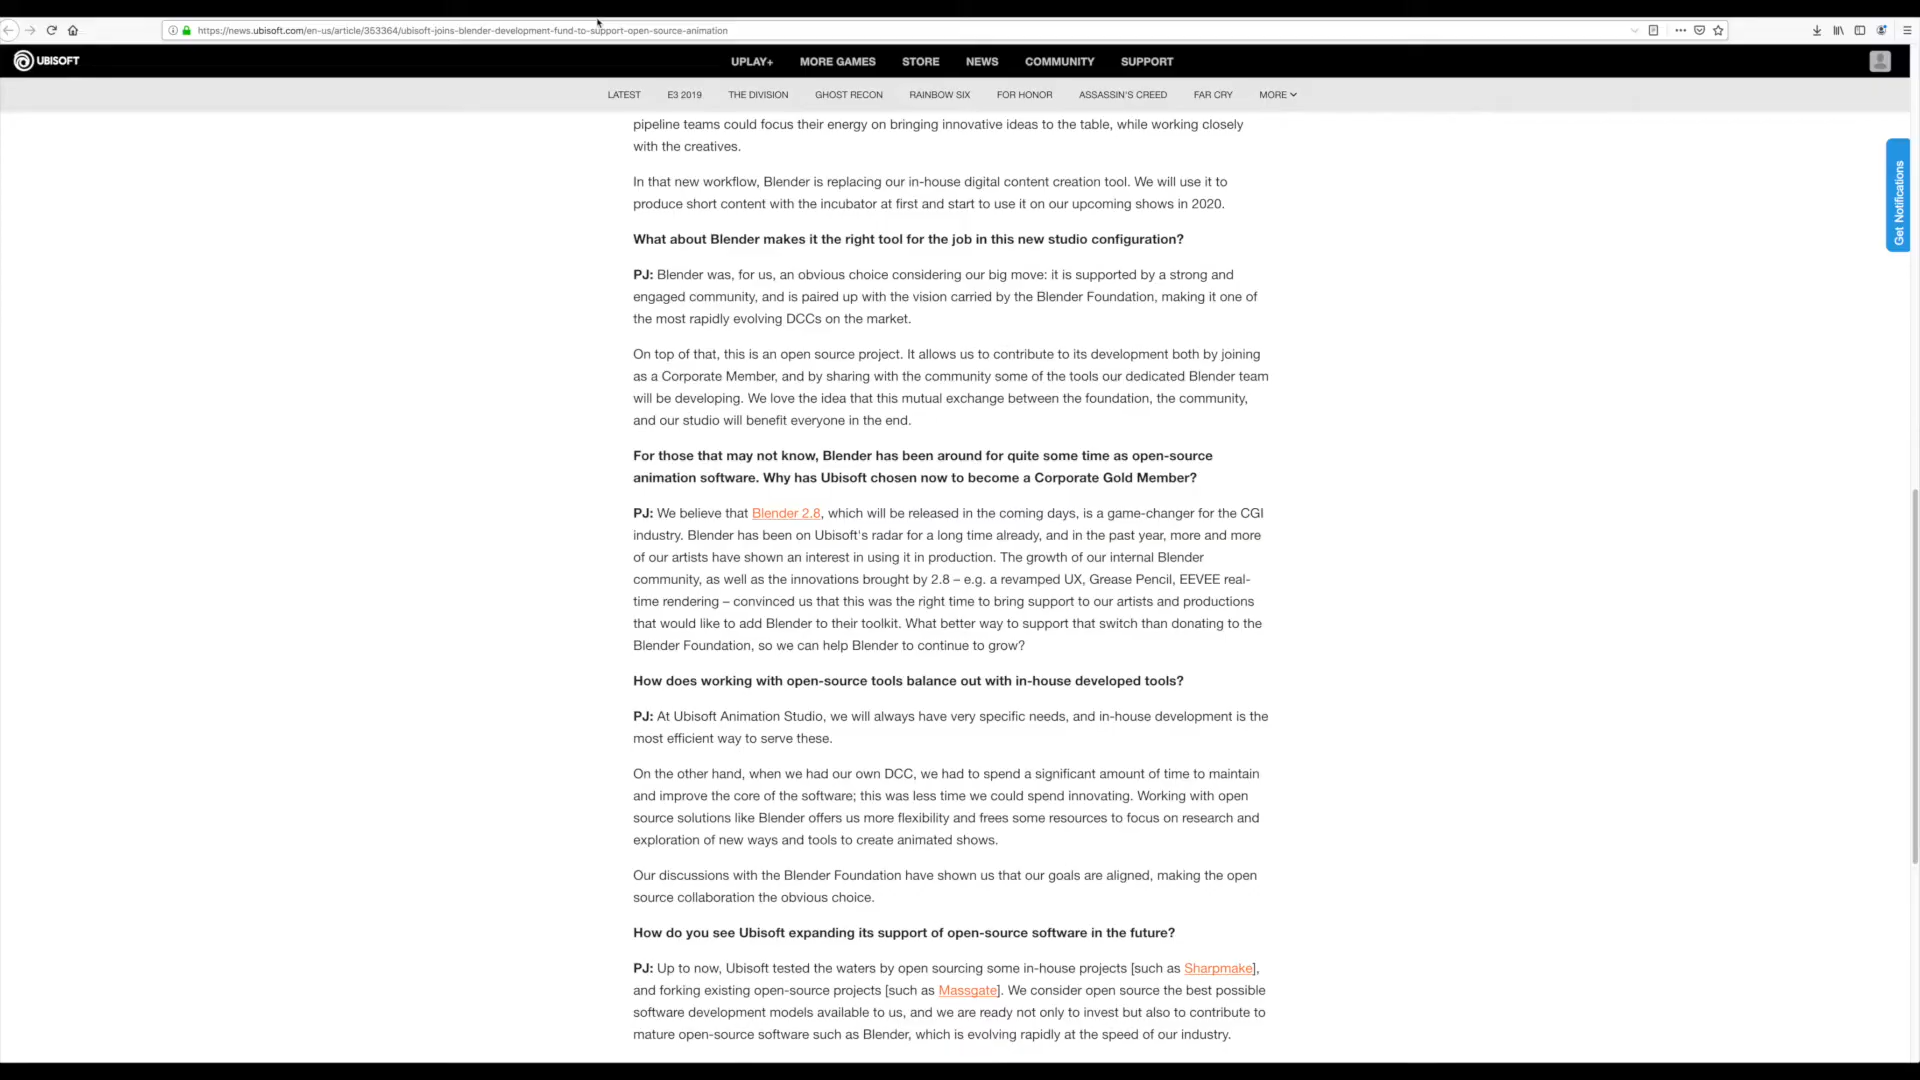 https://news.ubisoft.com/en-us/article/353364/ubisoft-joins-blender-development-fund-to-support-open-source-animation
UBISOFT
UPLAY+ MORE GAMES STORE NEWS COMMUNITY SUPPORT
LATEST E3 2019 THE DIVISION GHOST RECON RAINBOW SIX FOR HONOR ASSASSIN'S CREED FAR CRY MORE
pipeline teams could focus their energy on bringing innovative ideas to the table, while working closely
with the creatives.
In that new workflow, Blender is replacing our in-house digital content creation tool. We will use it to
produce short content with the incubator at first and start to use it on our upcoming shows in 2020.
Get Notifications
What about Blender makes it the right tool for the job in this new studio configuration?
PJ: Blender was, for us, an obvious choice considering our big move: it is supported by a strong and
engaged community, and is paired up with the vision carried by the Blender Foundation, making it one of
the most rapidly evolving DCCs on the market.
On top of that, this is an open source project. It allows us to contribute to its development both by joining
as a Corporate Member, and by sharing with the community some of the tools our dedicated Blender team
will be developing. We love the idea that this mutual exchange between the foundation, the community,
and our studio will benefit everyone in the end.
For those that may not know, Blender has been around for quite some time as open-source
animation software. Why has Ubisoft chosen now to become a Corporate Gold Member?
PJ: We believe that Blender 2.8, which will be released in the coming days, is a game-changer for the CGI
industry. Blender has been on Ubisoft's radar for a long time already, and in the past year, more and more
of our artists have shown an interest in using it in production. The growth of our internal Blender
community, as well as the innovations brought by 2.8 – e.g. a revamped UX, Grease Pencil, EEVEE real-
time rendering – convinced us that this was the right time to bring support to our artists and productions
that would like to add Blender to their toolkit. What better way to support that switch than donating to the
Blender Foundation, so we can help Blender to continue to grow?
How does working with open-source tools balance out with in-house developed tools?
PJ: At Ubisoft Animation Studio, we will always have very specific needs, and in-house development is the
most efficient way to serve these.
On the other hand, when we had our own DCC, we had to spend a significant amount of time to maintain
and improve the core of the software; this was less time we could spend innovating. Working with open
source solutions like Blender offers us more flexibility and frees some resources to focus on research and
exploration of new ways and tools to create animated shows.
Our discussions with the Blender Foundation have shown us that our goals are aligned, making the open
source collaboration the obvious choice.
How do you see Ubisoft expanding its support of open-source software in the future?
PJ: Up to now, Ubisoft tested the waters by open sourcing some in-house projects [such as Sharpmake],
and forking existing open-source projects [such as Massgate]. We consider open source the best possible
software development models available to us, and we are ready not only to invest but also to contribute to
mature open-source software such as Blender, which is evolving rapidly at the speed of our industry.